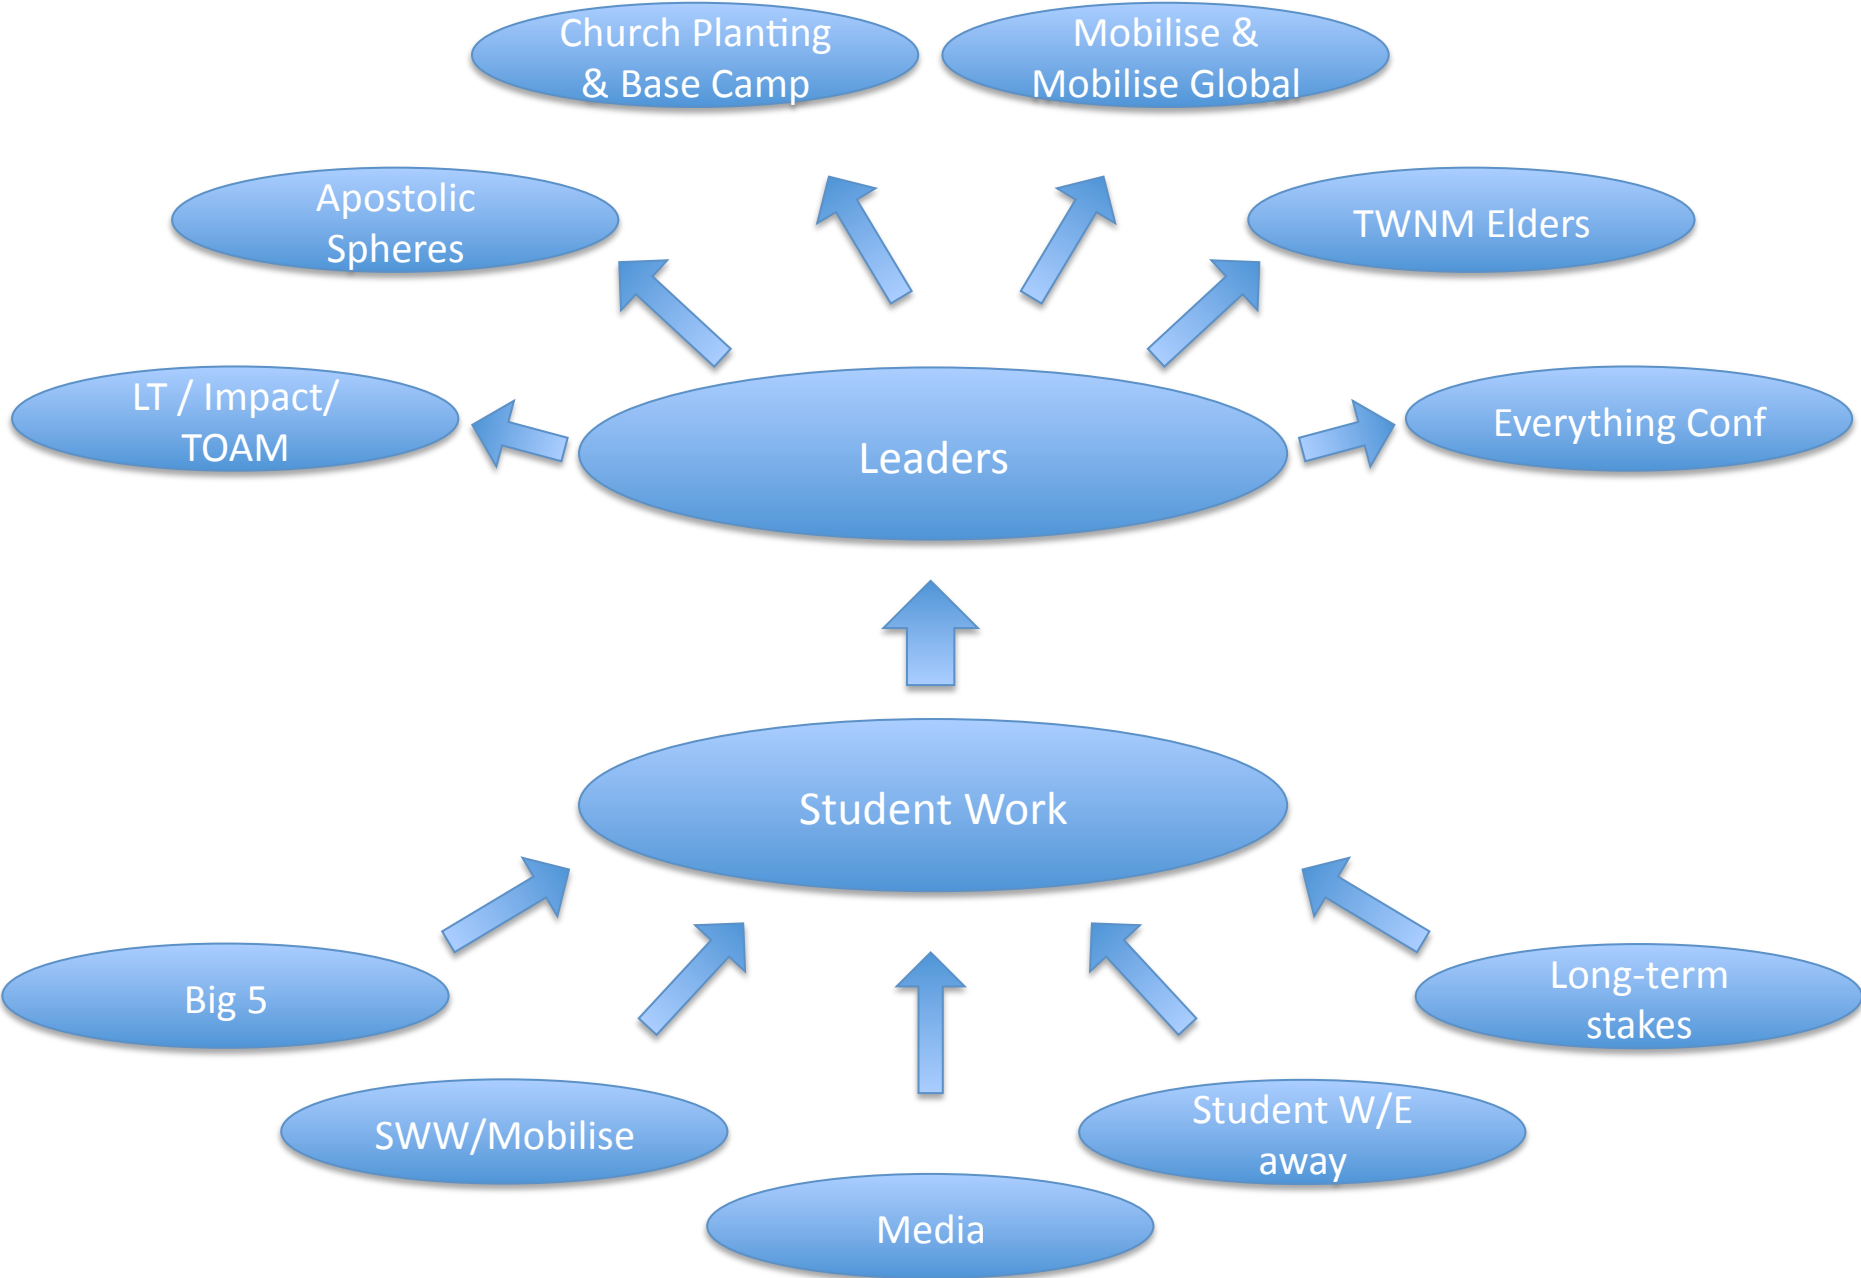 Church Planting
& Base Camp
Mobilise &
Mobilise Global
Apostolic
Spheres
TWNM Elders
LT / Impact/
TOAM
Leaders
Everything Conf
Student Work
Big 5
Long-term
stakes
SWW/Mobilise
Student W/E
away
Media